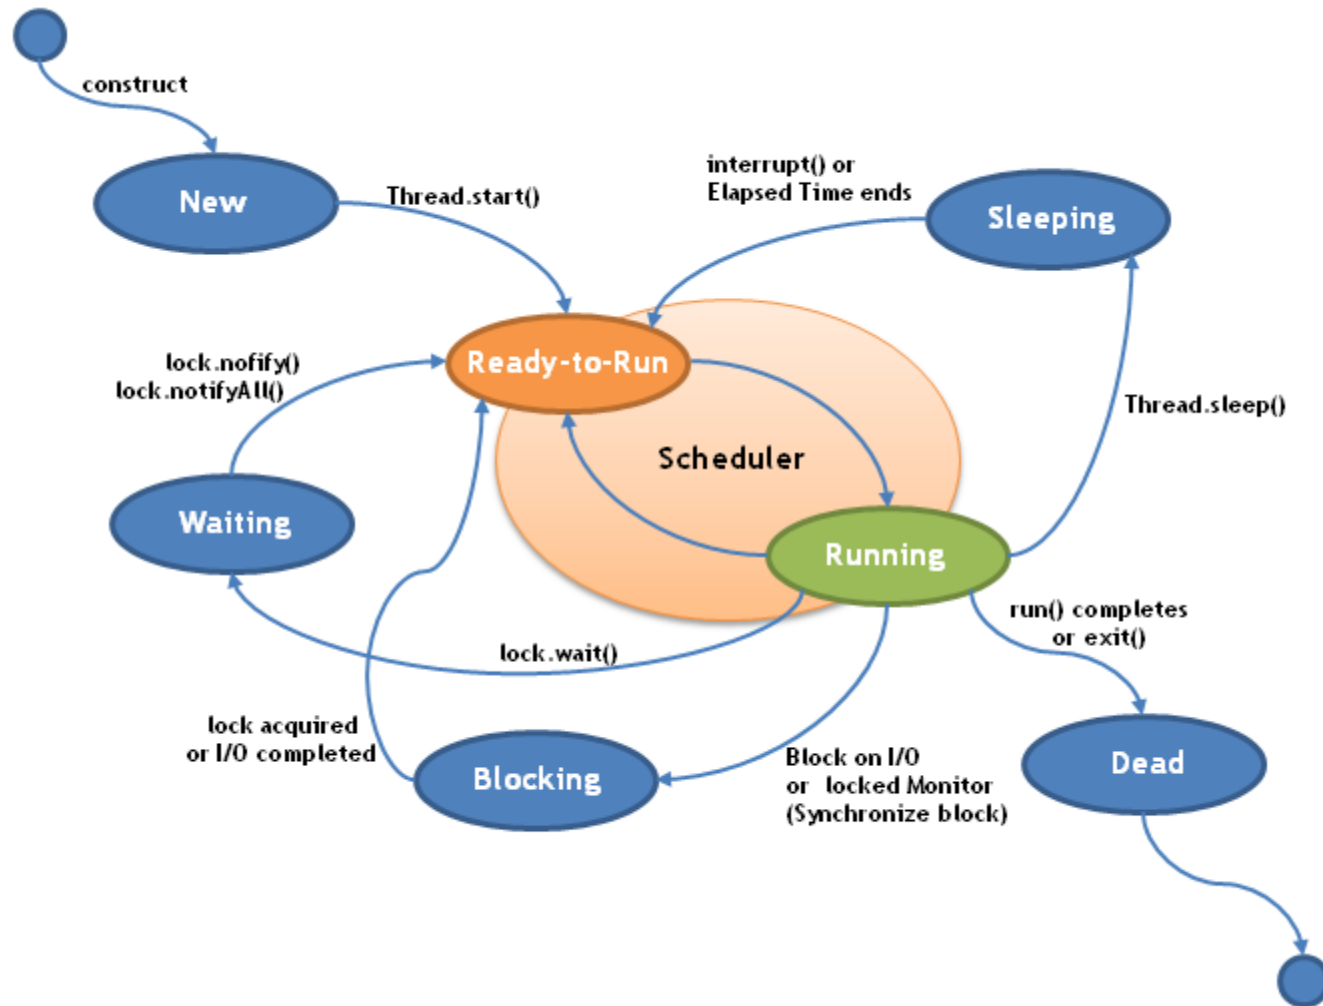 construct
New
Thread.start()
interrupt() or
Elapsed Time ends
Sleeping
Ready-to-Run
lock.nofify()
lock.notifyAll()
Thread.sleep()
Scheduler
Waiting
Running
run() completes
or exit()
lock.wait()
lock acquired
or I/O completed
Blocking
Block on I/O
or locked Monitor
(Synchronize block)
Dead